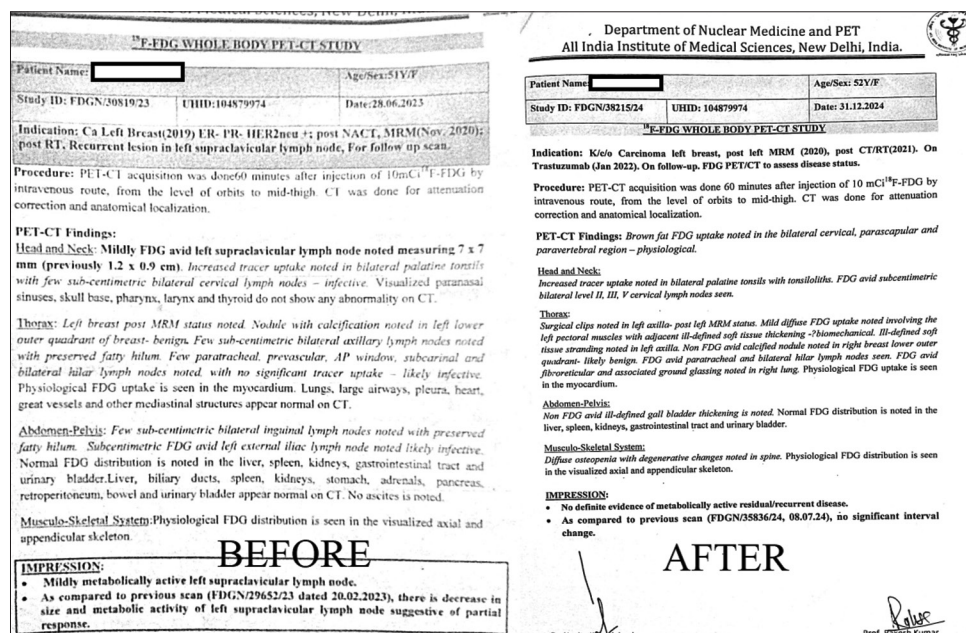 ¹⁸F-FDG WHOLE BODY PET-CT STUDY
Patient Name:
Age/Sex:51Y/F
Study ID: FDGN/30819/23
UHID:104879974
Date:28.06.2023
Indication: Ca Left Breast(2019) ER- PR- HER2neu +; post NACT, MRM(Nov. 2020);
post RT. Recurrent lesion in left supraclavicular lymph node, For follow up scan.
Procedure: PET-CT acquisition was done60 minutes after injection of 10mCi¹⁸F-FDG by
intravenous route, from the level of orbits to mid-thigh. CT was done for attenuation
correction and anatomical localization.
PET-CT Findings:
Head and Neck: Mildly FDG avid left supraclavicular lymph node noted measuring 7 x 7
mm (previously 1.2 x 0.9 cm). Increased tracer uptake noted in bilateral palatine tonsils
with few sub-centimetric bilateral cervical lymph nodes – infective. Visualized paranasal
sinuses, skull base, pharynx, larynx and thyroid do not show any abnormality on CT.
Thorax: Left breast post MRM status noted. Nodule with calcification noted in left lower
outer quadrant of breast- benign. Few sub-centimetric bilateral axillary lymph nodes noted
with preserved fatty hilum. Few paratracheal, prevascular, AP window, subcarinal and
bilateral hilar lymph nodes noted, with no significant tracer uptake – likely infective.
Physiological FDG uptake is seen in the myocardium. Lungs, large airways, pleura, heart,
great vessels and other mediastinal structures appear normal on CT.
Abdomen-Pelvis: Few sub-centimetric bilateral inguinal lymph nodes noted with preserved
fatty hilum. Subcentimetric FDG avid left external iliac lymph node noted likely infective.
Normal FDG distribution is noted in the liver, spleen, kidneys, gastrointestinal tract and
urinary bladder.Liver, biliary ducts, spleen, kidneys, stomach, adrenals, pancreas,
retroperitoneum, bowel and urinary bladder appear normal on CT. No ascites is noted.
Musculo-Skeletal System:Physiological FDG distribution is seen in the visualized axial and
appendicular skeleton.
BEFORE
IMPRESSION:
• Mildly metabolically active left supraclavicular lymph node.
• As compared to previous scan (FDGN/29652/23 dated 20.02.2023), there is decrease in
size and metabolic activity of left supraclavicular lymph node suggestive of partial
response.
Department of Nuclear Medicine and PET
All India Institute of Medical Sciences, New Delhi, India.
Patient Name:
Age/Sex: 52Y/F
Study ID: FDGN/38215/24
UHID: 104879974
Date: 31.12.2024
¹⁸F-FDG WHOLE BODY PET-CT STUDY
Indication: K/c/o Carcinoma left breast, post left MRM (2020), post CT/RT(2021). On
Trastuzumab (Jan 2022). On follow-up. FDG PET/CT to assess disease status.
Procedure: PET-CT acquisition was done 60 minutes after injection of 10 mCi¹⁸F-FDG by
intravenous route, from the level of orbits to mid-thigh. CT was done for attenuation
correction and anatomical localization.
PET-CT Findings: Brown fat FDG uptake noted in the bilateral cervical, parascapular and
paravertebral region – physiological.
Head and Neck:
Increased tracer uptake noted in bilateral palatine tonsils with tonsiloliths. FDG avid subcentimetric
bilateral level II, III, V cervical lymph nodes seen.
Thorax:
Surgical clips noted in left axilla- post left MRM status. Mild diffuse FDG uptake noted involving the
left pectoral muscles with adjacent ill-defined soft tissue thickening -?biomechanical. Ill-defined soft
tissue stranding noted in left axilla. Non FDG avid calcified nodule noted in right breast lower outer
quadrant- likely benign. FDG avid paratracheal and bilateral hilar lymph nodes seen. FDG avid
fibroreticular and associated ground glassing noted in right lung. Physiological FDG uptake is seen
in the myocardium.
Abdomen-Pelvis:
Non FDG avid ill-defined gall bladder thickening is noted. Normal FDG distribution is noted in the
liver, spleen, kidneys, gastrointestinal tract and urinary bladder.
Musculo-Skeletal System:
Diffuse osteopenia with degenerative changes noted in spine. Physiological FDG distribution is seen
in the visualized axial and appendicular skeleton.
IMPRESSION:
• No definite evidence of metabolically active residual/recurrent disease.
• As compared to previous scan (FDGN/35836/24, 08.07.24), no significant interval
change.
AFTER